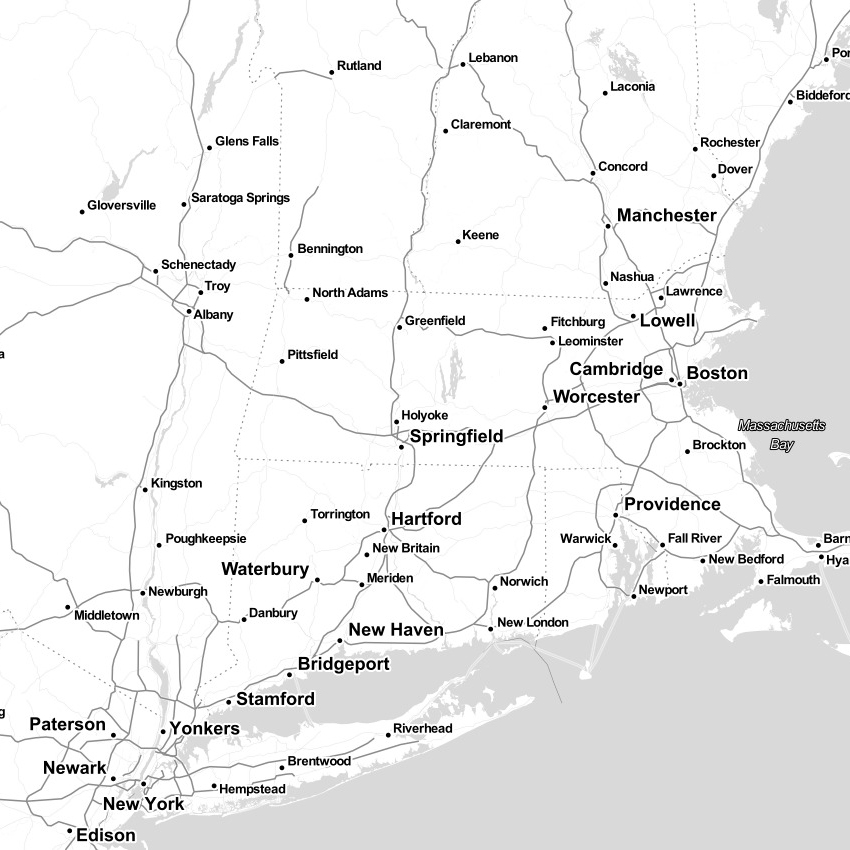 Rutland
Lebanon
Por
Laconia
Biddeford
Claremont
Glens Falls
Rochester
Dover
Concord
Saratoga Springs
Gloversville
Manchester
Keene
Bennington
Schenectady
Nashua
Troy
North Adams
Lawrence
Albany
Greenfield
Fitchburg
Lowell
Leominster
a
Pittsfield
Cambridge
Boston
Worcester
Holyoke
Springfield
Massachusetts
Bay
Brockton
Kingston
Providence
Torrington
Hartford
Poughkeepsie
Warwick
Fall River
Barn
New Britain
New Bedford
Hya
Waterbury
Meriden
Norwich
Falmouth
Newburgh
Newport
Middletown
Danbury
New London
New Haven
Bridgeport
Stamford
g
Paterson
Yonkers
Riverhead
Newark
Brentwood
Hempstead
New York
Edison